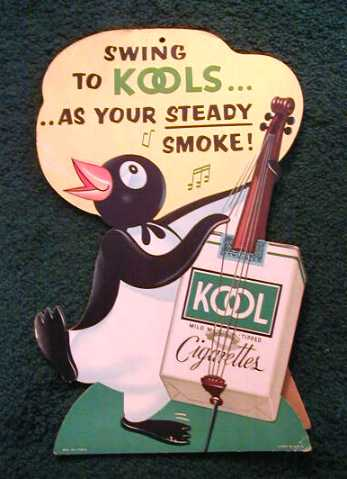 SWING
TO KOOLS...
..AS YOUR STEADY
SMOKE!
KOOL
MILD
TIPPED
Cigarettes